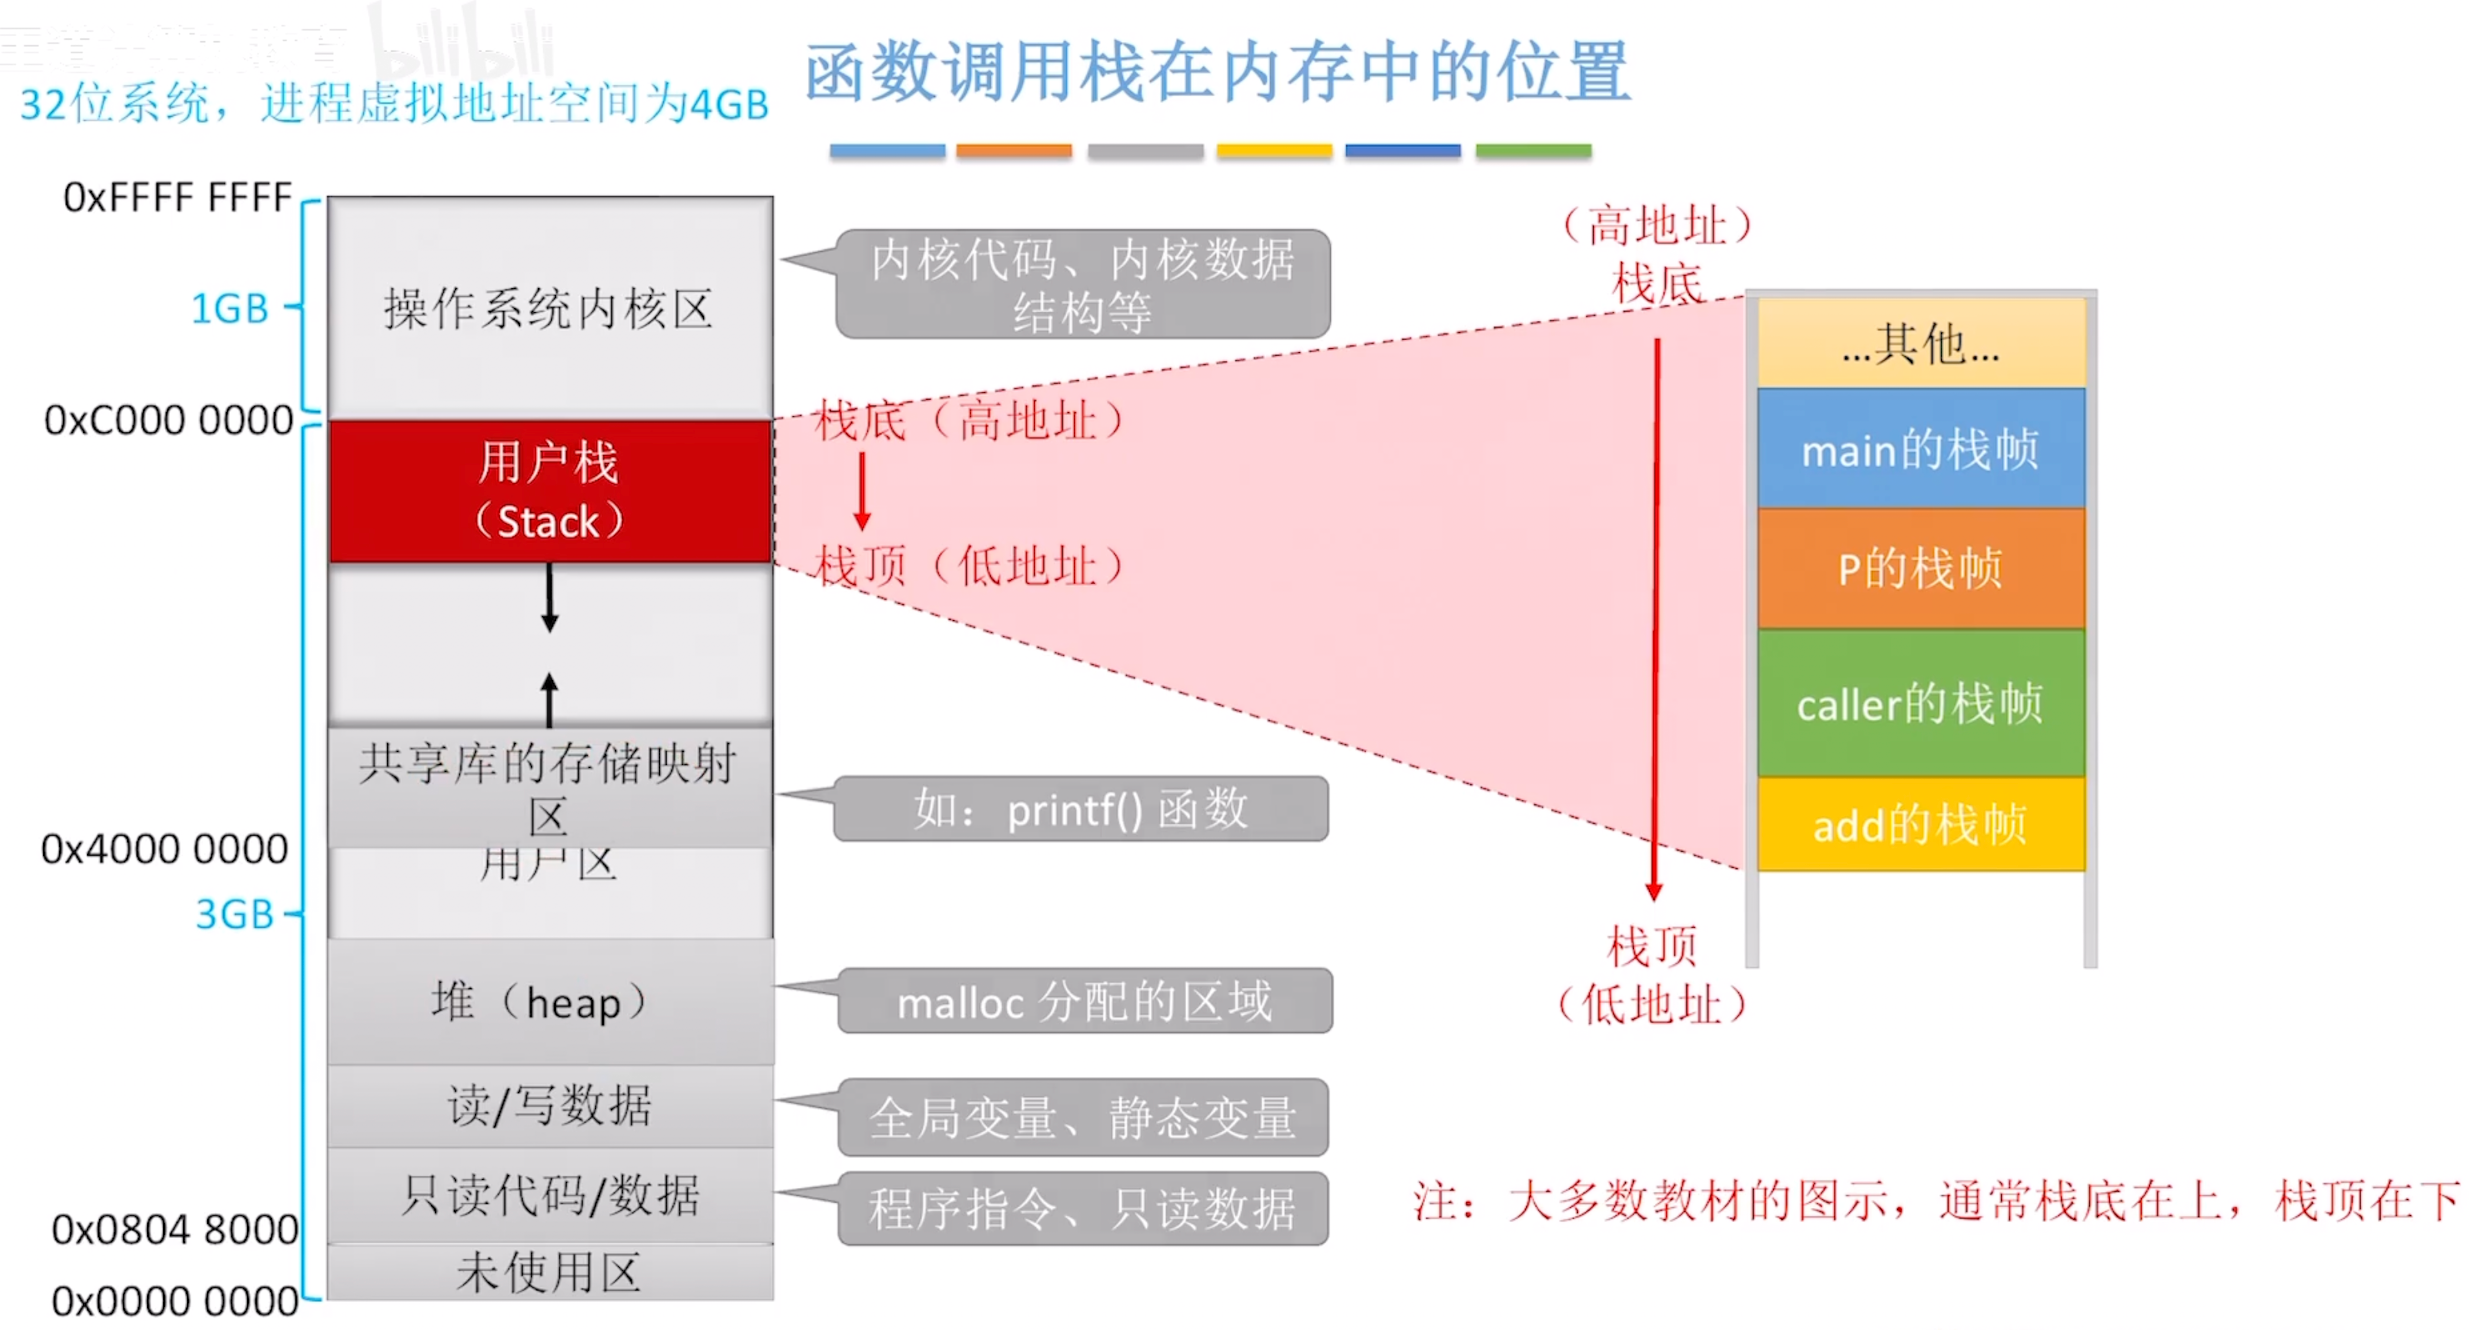 bilibili
函数调用栈在内存中的位置
32位系统，进程虚拟地址空间为4GB
0xFFFF FFFF
1GB
操作系统内核区
内核代码、内核数据
结构等
0xC000 0000
用户栈
（Stack）
栈底（高地址）
栈顶（低地址）
共享库的存储映射
区
如：printf() 函数
0x4000 0000
用户区
3GB
堆（heap）
malloc 分配的区域
读/写数据
全局变量、静态变量
只读代码/数据
程序指令、只读数据
0x0804 8000
未使用区
0x0000 0000
（高地址）
栈底
...其他...
main的栈帧
P的栈帧
caller的栈帧
add的栈帧
栈顶
（低地址）
注：大多数教材的图示，通常栈底在上，栈顶在下